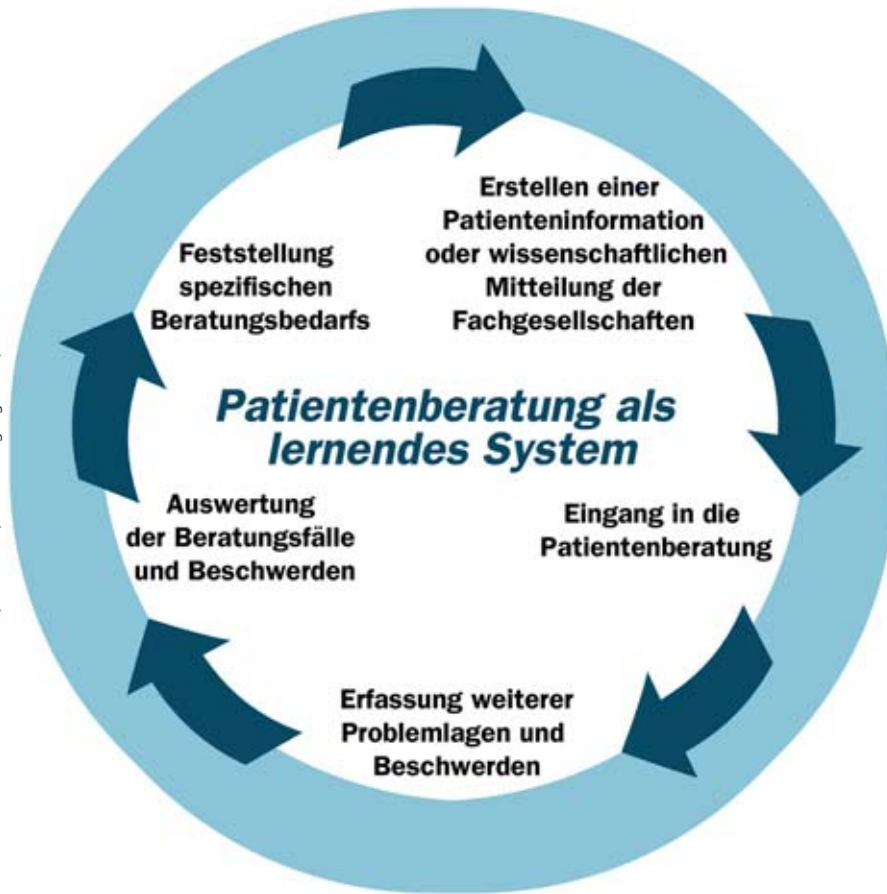 Patientenberatung als
lernendes System
Erstellen einer
Patienteninformation
oder wissenschaftlichen
Mitteilung der
Fachgesellschaften
Eingang in die
Patientenberatung
Erfassung weiterer
Problemlagen und
Beschwerden
Auswertung
der Beratungsfälle
und Beschwerden
Feststellung
spezifischen
Beratungsbedarfs